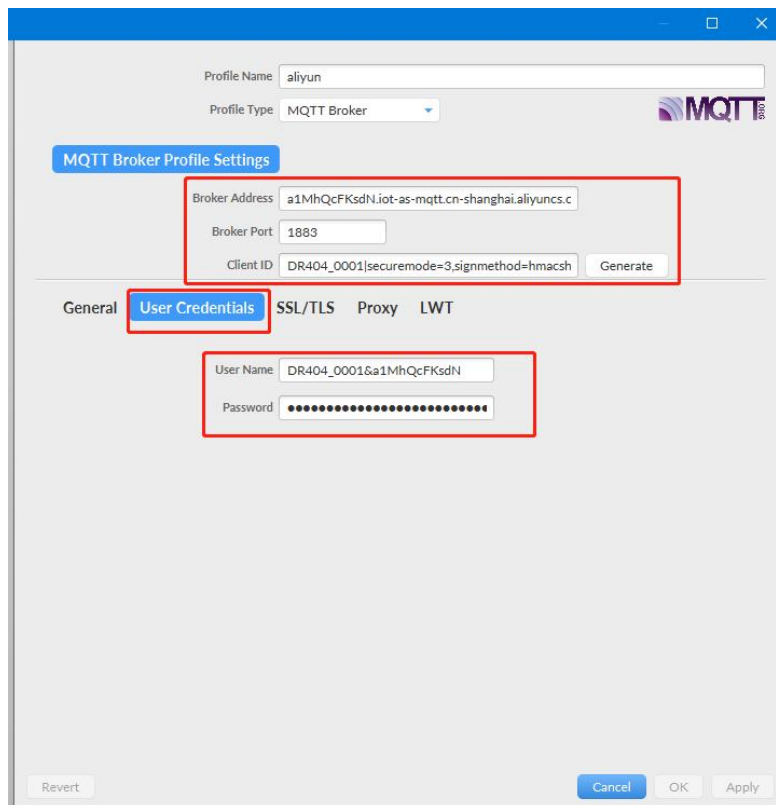 Profile Name aliyun
Profile Type MQTT Broker
MQTT.ORG
MQTT Broker Profile Settings
Broker Address a1MhQcFKsdN.iot-as-mqtt.cn-shanghai.aliyuncs.c
Broker Port 1883
Client ID DR404_0001|securemode=3,signmethod=hmacsh Generate
General User Credentials SSL/TLS Proxy LWT
User Name DR404_0001&a1MhQcFKsdN
Password
Revert Cancel OK Apply